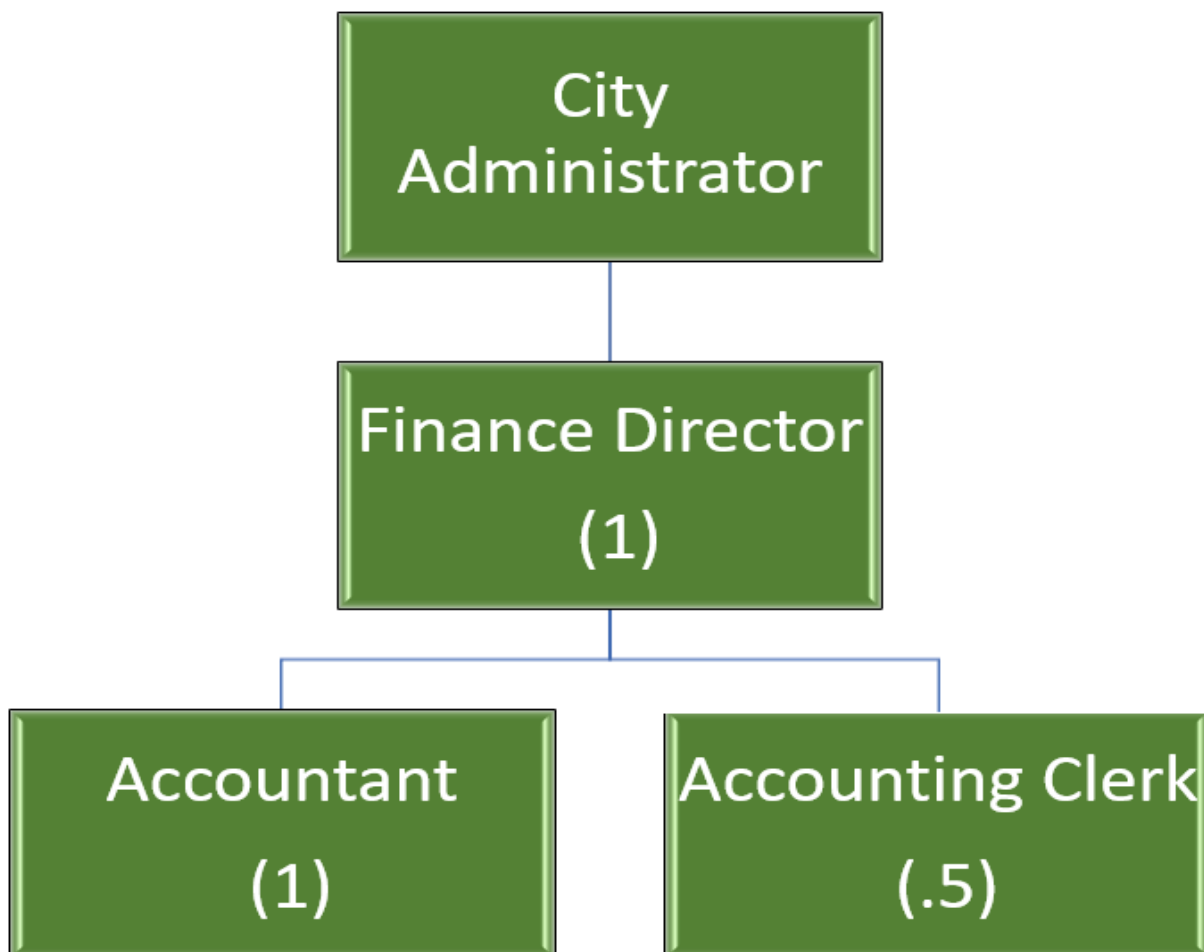 City
Administrator
Finance Director
(1)
Accountant
(1)
Accounting Clerk
(.5)